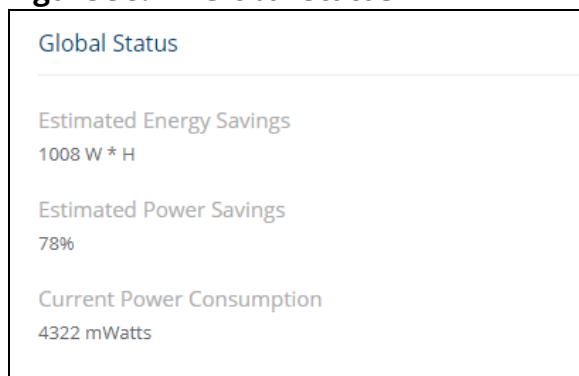 Global Status
Estimated Energy Savings
1008 W * H
Estimated Power Savings
78%
Current Power Consumption
4322 mWatts